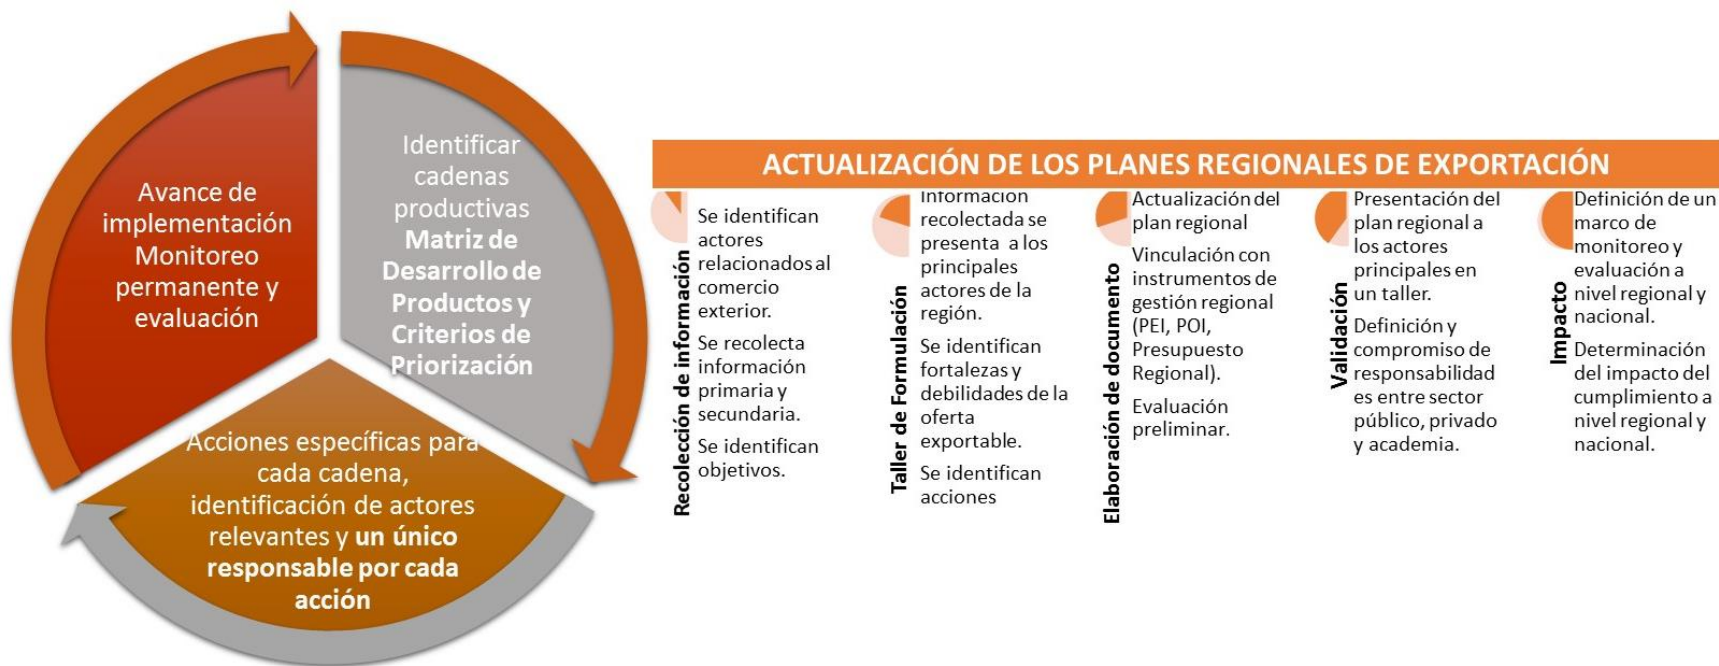 Avance de
implementación
Monitoreo
permanente y
evaluación
Identificar
cadenas
productivas
Matriz de
Desarrollo de
Productos y
Criterios de
Priorización
Acciones específicas para
cada cadena,
identificación de actores
relevantes y un único
responsable por cada
acción
ACTUALIZACIÓN DE LOS PLANES REGIONALES DE EXPORTACIÓN
Recolección de información
Se identifican
actores
relacionados al
comercio
exterior.
Se recolecta
información
primaria y
secundaria.
Se identifican
objetivos.
Taller de Formulación
Información
recolectada se
presenta a los
principales
actores de la
región.
Se identifican
fortalezas y
debilidades de la
oferta
exportable.
Se identifican
acciones
Elaboración de documento
Actualización del
plan regional
Vinculación con
instrumentos de
gestión regional
(PEI, POI,
Presupuesto
Regional).
Evaluación
preliminar.
Validación
Presentación del
plan regional a
los actores
principales en
un taller.
Definición y
compromiso de
responsabilidad
es entre sector
público, privado
y academia.
Impacto
Definición de un
marco de
monitoreo y
evaluación a
nivel regional y
nacional.
Determinación
del impacto del
cumplimiento a
nivel regional y
nacional.